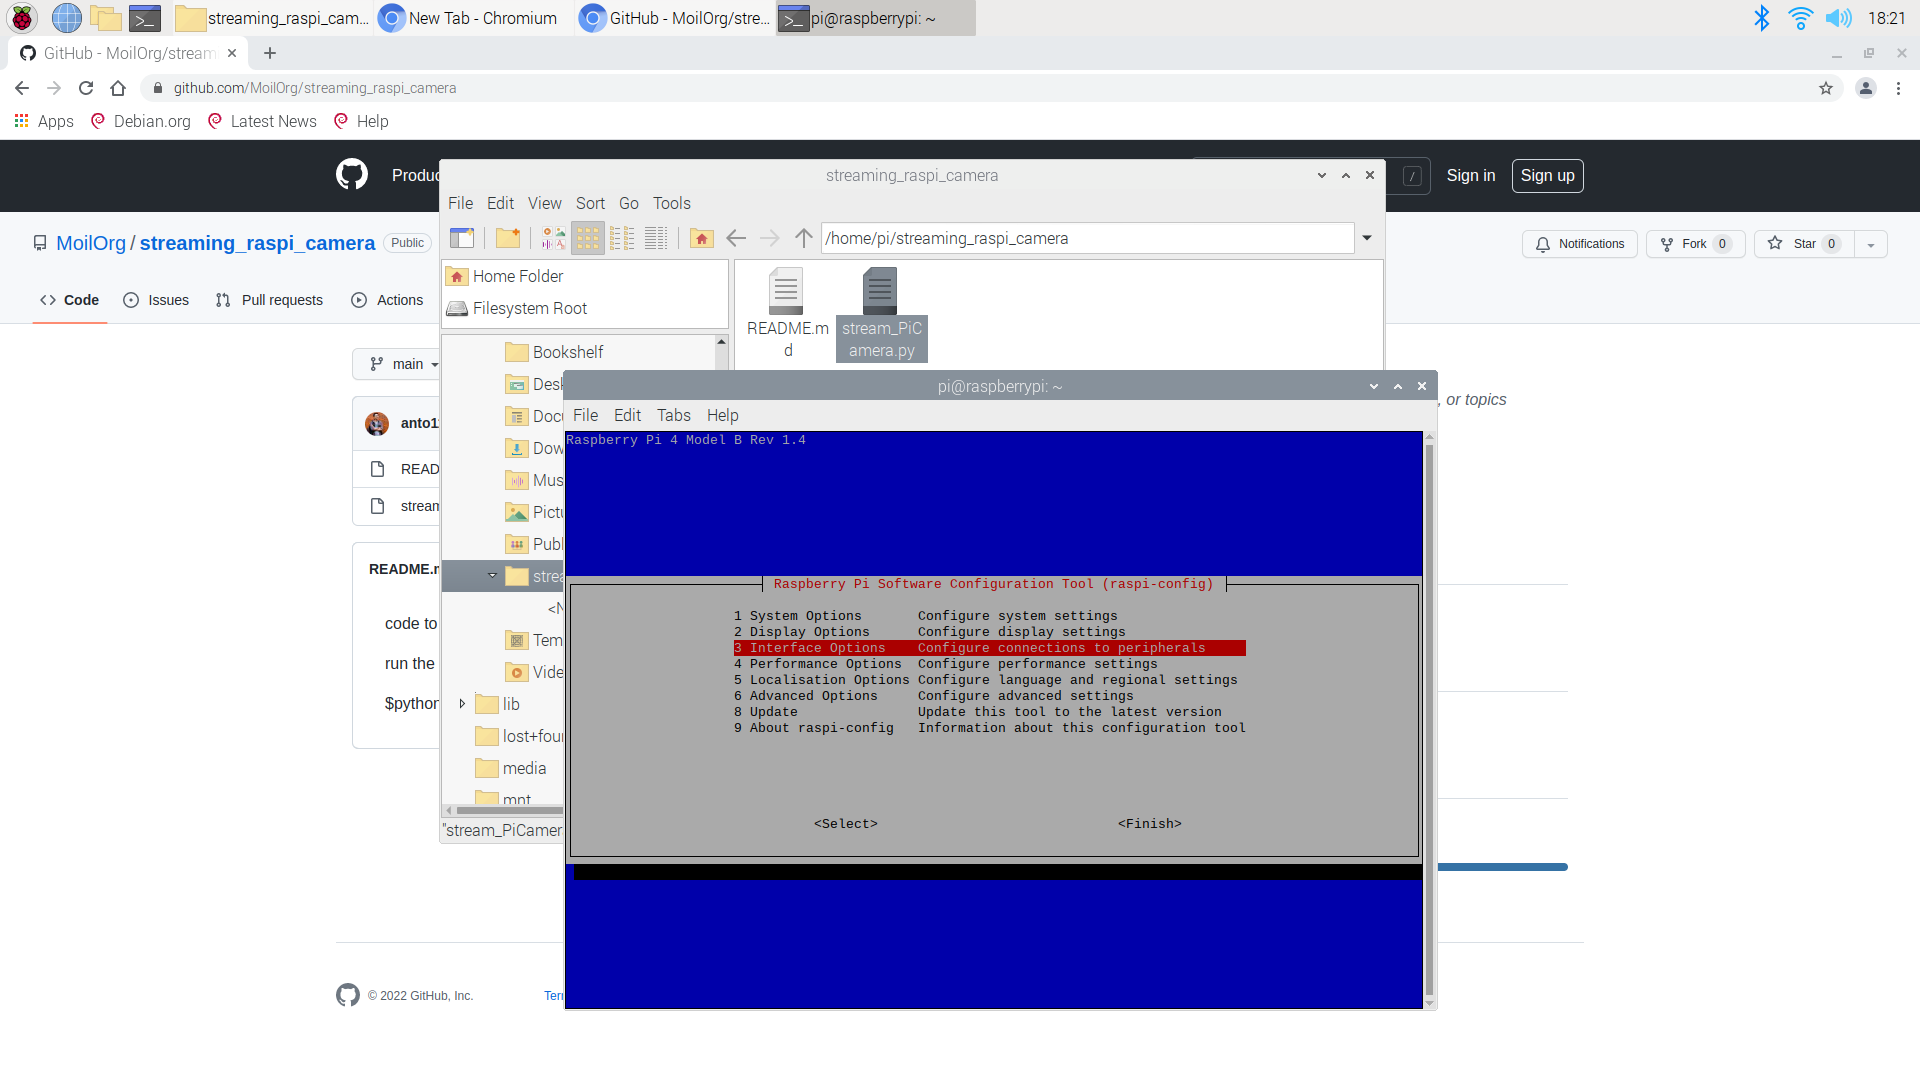 streaming_raspi_cam...
New Tab - Chromium
GitHub - MoilOrg/stre...
pi@raspberrypi: ~
18:21
GitHub - MoilOrg/stream
github.com/MoilOrg/streaming_raspi_camera
Apps
Debian.org
Latest News
Help
Produc
/
Sign in
Sign up
MoilOrg / streaming_raspi_camera
Public
Notifications
Fork 0
Star 0
Code
Issues
Pull requests
Actions
main
anto1
READ
stream
README.m
code to
run the
$python
, or topics
© 2022 GitHub, Inc.
Ter
streaming_raspi_camera
File Edit View Sort Go Tools
/home/pi/streaming_raspi_camera
Home Folder
Filesystem Root
Bookshelf
Desk
Docu
Dow
Mus
Pictu
Publ
strea
<N
Tem
Vide
lib
lost+foun
media
mnt
README.m
d
stream_PiC
amera.py
"stream_PiCamer
pi@raspberrypi: ~
File Edit Tabs Help
Raspberry Pi 4 Model B Rev 1.4
Raspberry Pi Software Configuration Tool (raspi-config)
1 System Options Configure system settings
2 Display Options Configure display settings
3 Interface Options Configure connections to peripherals
4 Performance Options Configure performance settings
5 Localisation Options Configure language and regional settings
6 Advanced Options Configure advanced settings
8 Update Update this tool to the latest version
9 About raspi-config Information about this configuration tool
<Select> <Finish>